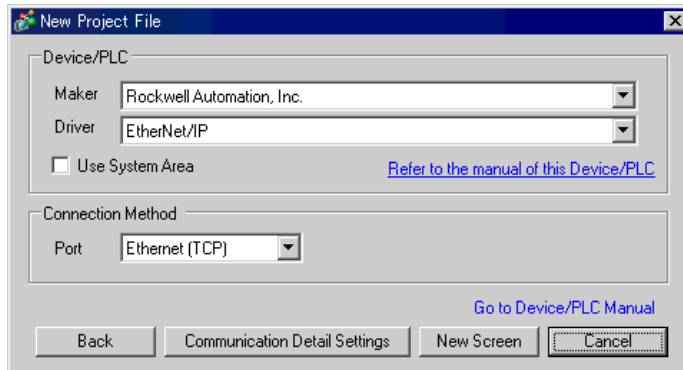 New Project File
Device/PLC
Maker Rockwell Automation, Inc.
Driver EtherNet/IP
Use System Area Refer to the manual of this Device/PLC
Connection Method
Port Ethernet (TCP)
Go to Device/PLC Manual
Back Communication Detail Settings New Screen Cancel